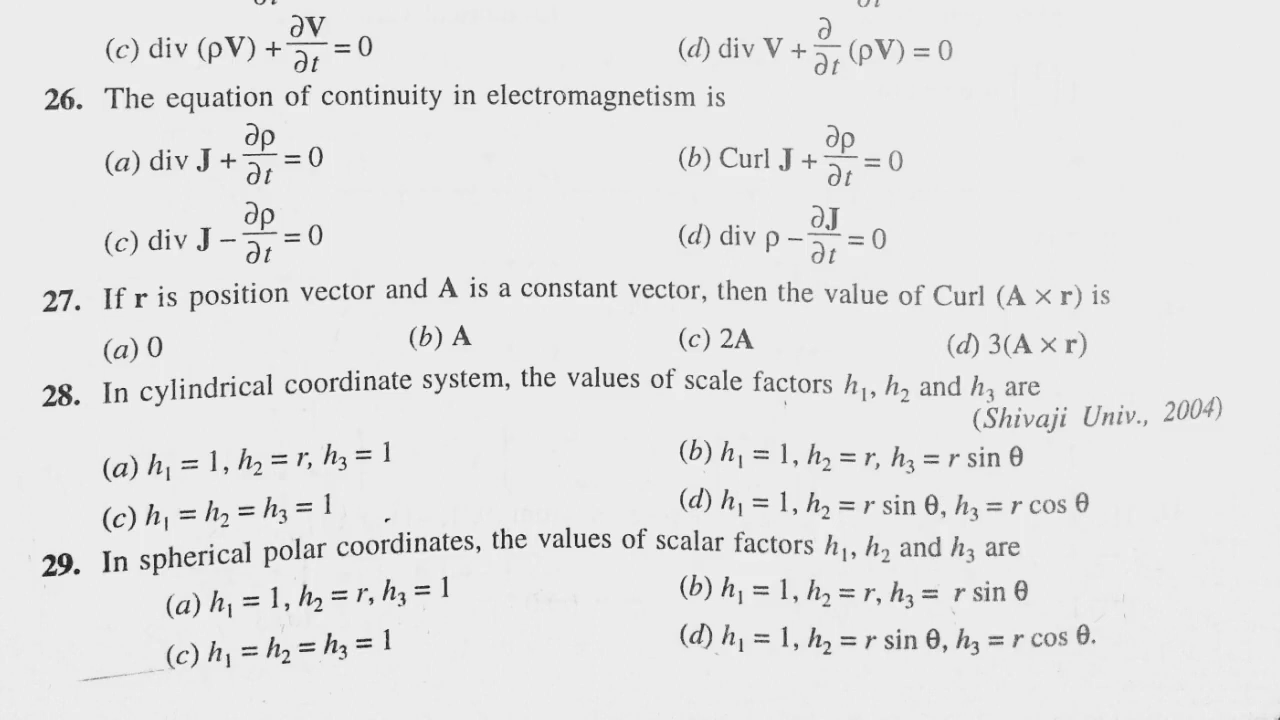 (c) div (ρV) + ∂V/∂t = 0 (d) div V + ∂/∂t (ρV) = 0
26. The equation of continuity in electromagnetism is
(a) div J + ∂ρ/∂t = 0 (b) Curl J + ∂ρ/∂t = 0
(c) div J – ∂ρ/∂t = 0 (d) div ρ – ∂J/∂t = 0
27. If r is position vector and A is a constant vector, then the value of Curl (A × r) is
(a) 0 (b) A (c) 2A (d) 3(A × r)
28. In cylindrical coordinate system, the values of scale factors h₁, h₂ and h₃ are
(Shivaji Univ., 2004)
(a) h₁ = 1, h₂ = r, h₃ = 1 (b) h₁ = 1, h₂ = r, h₃ = r sin θ
(c) h₁ = h₂ = h₃ = 1 (d) h₁ = 1, h₂ = r sin θ, h₃ = r cos θ
29. In spherical polar coordinates, the values of scalar factors h₁, h₂ and h₃ are
(a) h₁ = 1, h₂ = r, h₃ = 1 (b) h₁ = 1, h₂ = r, h₃ = r sin θ
(c) h₁ = h₂ = h₃ = 1 (d) h₁ = 1, h₂ = r sin θ, h₃ = r cos θ.